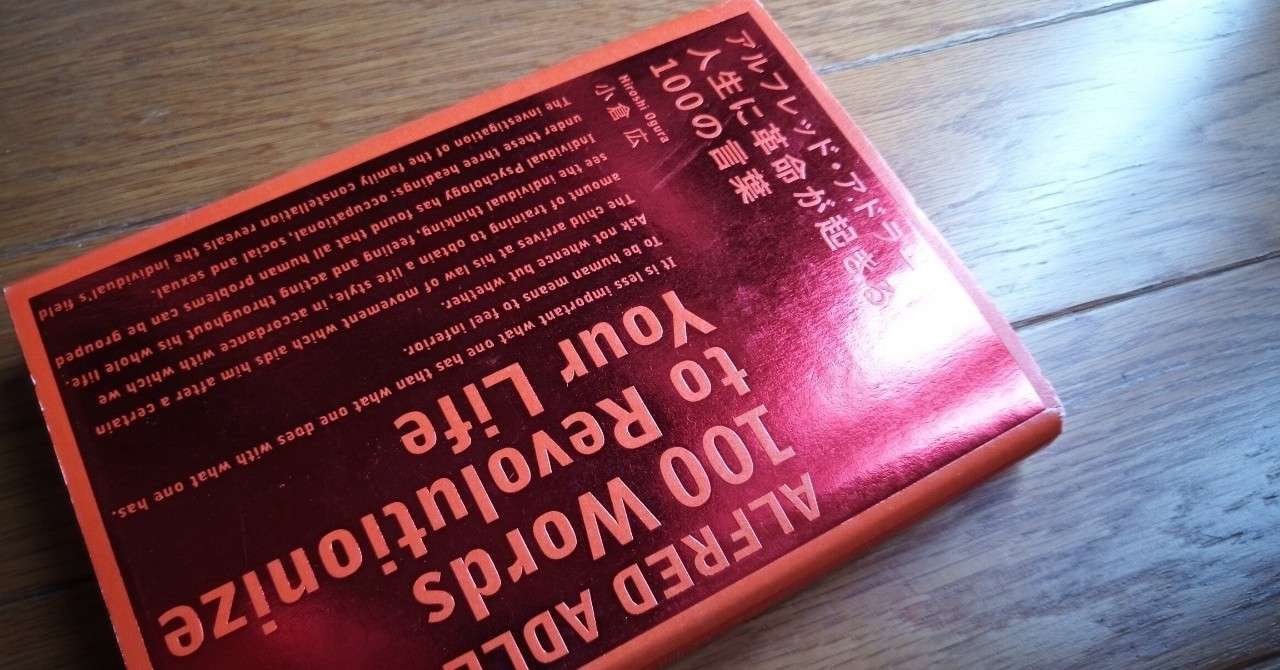 アルフレッド・アドラー
人生に革命が起きる
100の言葉
Hiroshi Ogura
小倉 広
ALFRED ADLE
100 Words
to Revolutionize
Your Life
It is less important what one has than what one does with what one has.
To be human means to feel inferior.
Ask not whence but whether.
The child arrives at his law of movement which aids him after a certain
amount of training to obtain a life style, in accordance with which we
see the individual thinking, feeling and acting throughout his whole life.
Individual Psychology has found that all human problems can be grouped
under these three headings: occupational, social and sexual.
The investigation of the family constellation reveals the individual's field